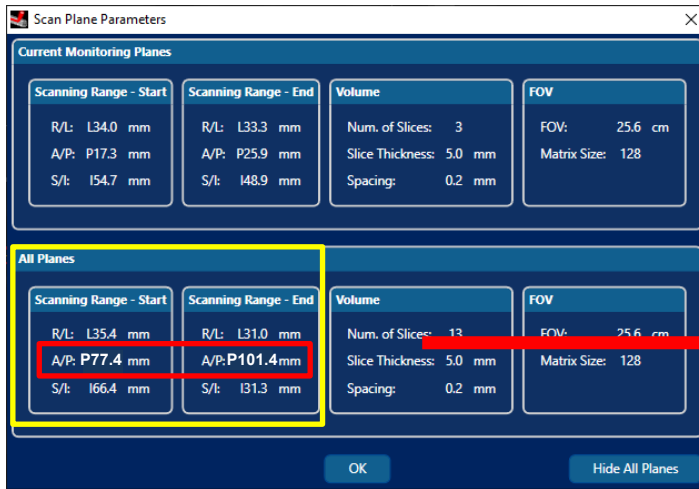 Scan Plane Parameters
Current Monitoring Planes
Scanning Range - Start
R/L: L34.0 mm
A/P: P17.3 mm
S/I: I54.7 mm
Scanning Range - End
R/L: L33.3 mm
A/P: P25.9 mm
S/I: I48.9 mm
Volume
Num. of Slices: 3
Slice Thickness: 5.0 mm
Spacing: 0.2 mm
FOV
FOV: 25.6 cm
Matrix Size: 128
All Planes
Scanning Range - Start
R/L: L35.4 mm
A/P: P77.4 mm
S/I: I66.4 mm
Scanning Range - End
R/L: L31.0 mm
A/P: P101.4 mm
S/I: I31.3 mm
Volume
Num. of Slices: 13
Slice Thickness: 5.0 mm
Spacing: 0.2 mm
FOV
FOV: 25.6 cm
Matrix Size: 128
OK
Hide All Planes